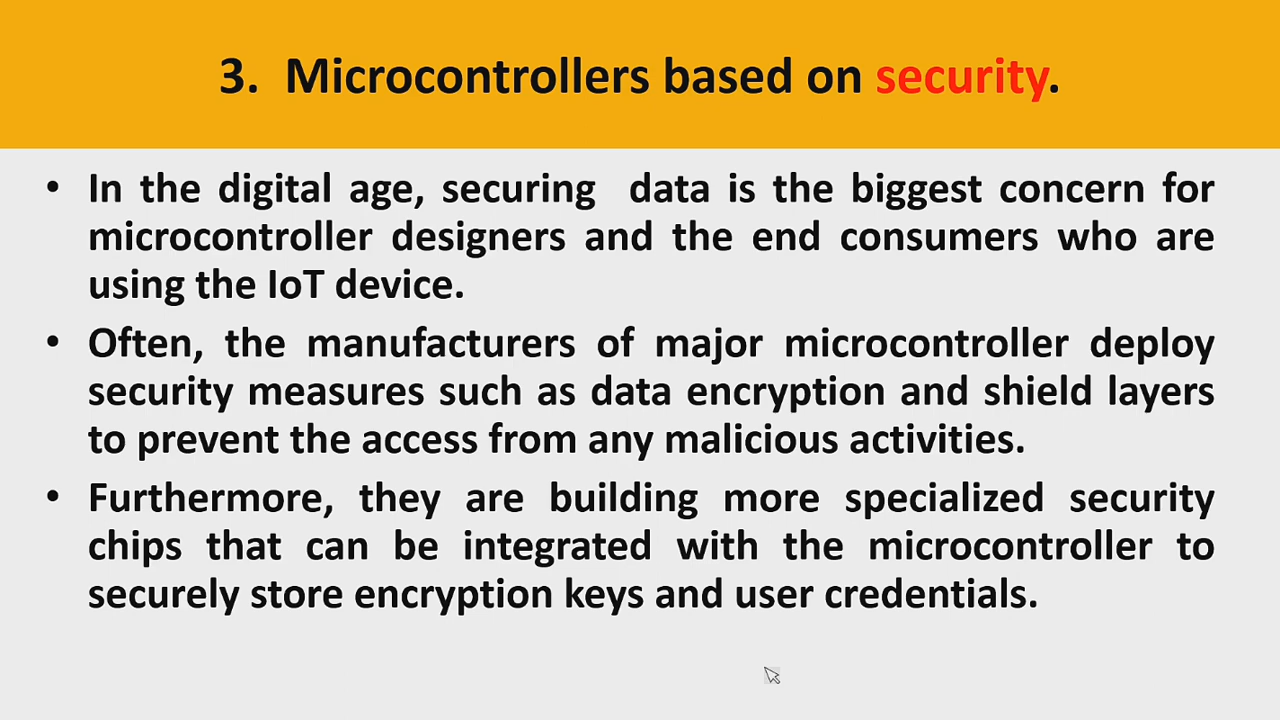 3. Microcontrollers based on security.
• In the digital age, securing data is the biggest concern for
microcontroller designers and the end consumers who are
using the IoT device.
• Often, the manufacturers of major microcontroller deploy
security measures such as data encryption and shield layers
to prevent the access from any malicious activities.
• Furthermore, they are building more specialized security
chips that can be integrated with the microcontroller to
securely store encryption keys and user credentials.